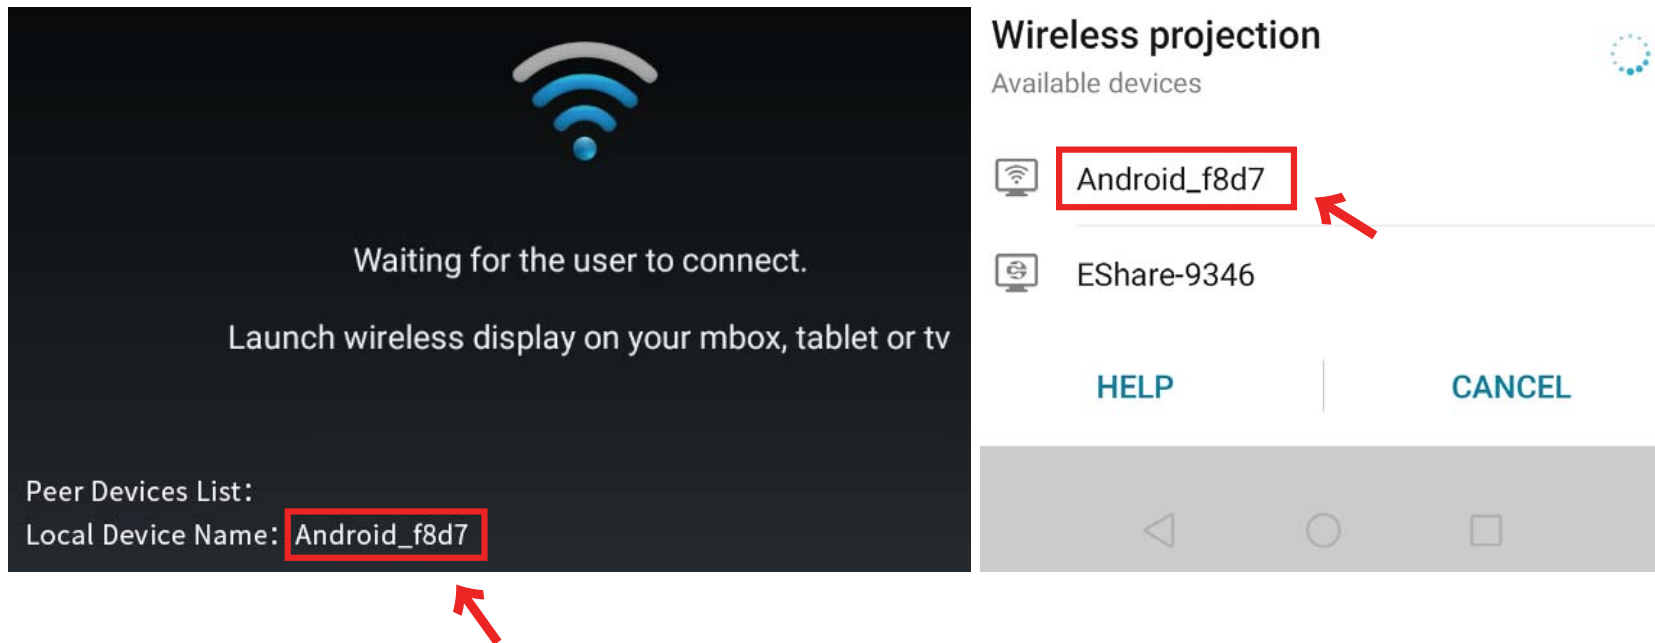 Waiting for the user to connect.
Launch wireless display on your mbox, tablet or tv
Peer Devices List:
Local Device Name: Android_f8d7
Wireless projection
Available devices
Android_f8d7
EShare-9346
HELP
CANCEL